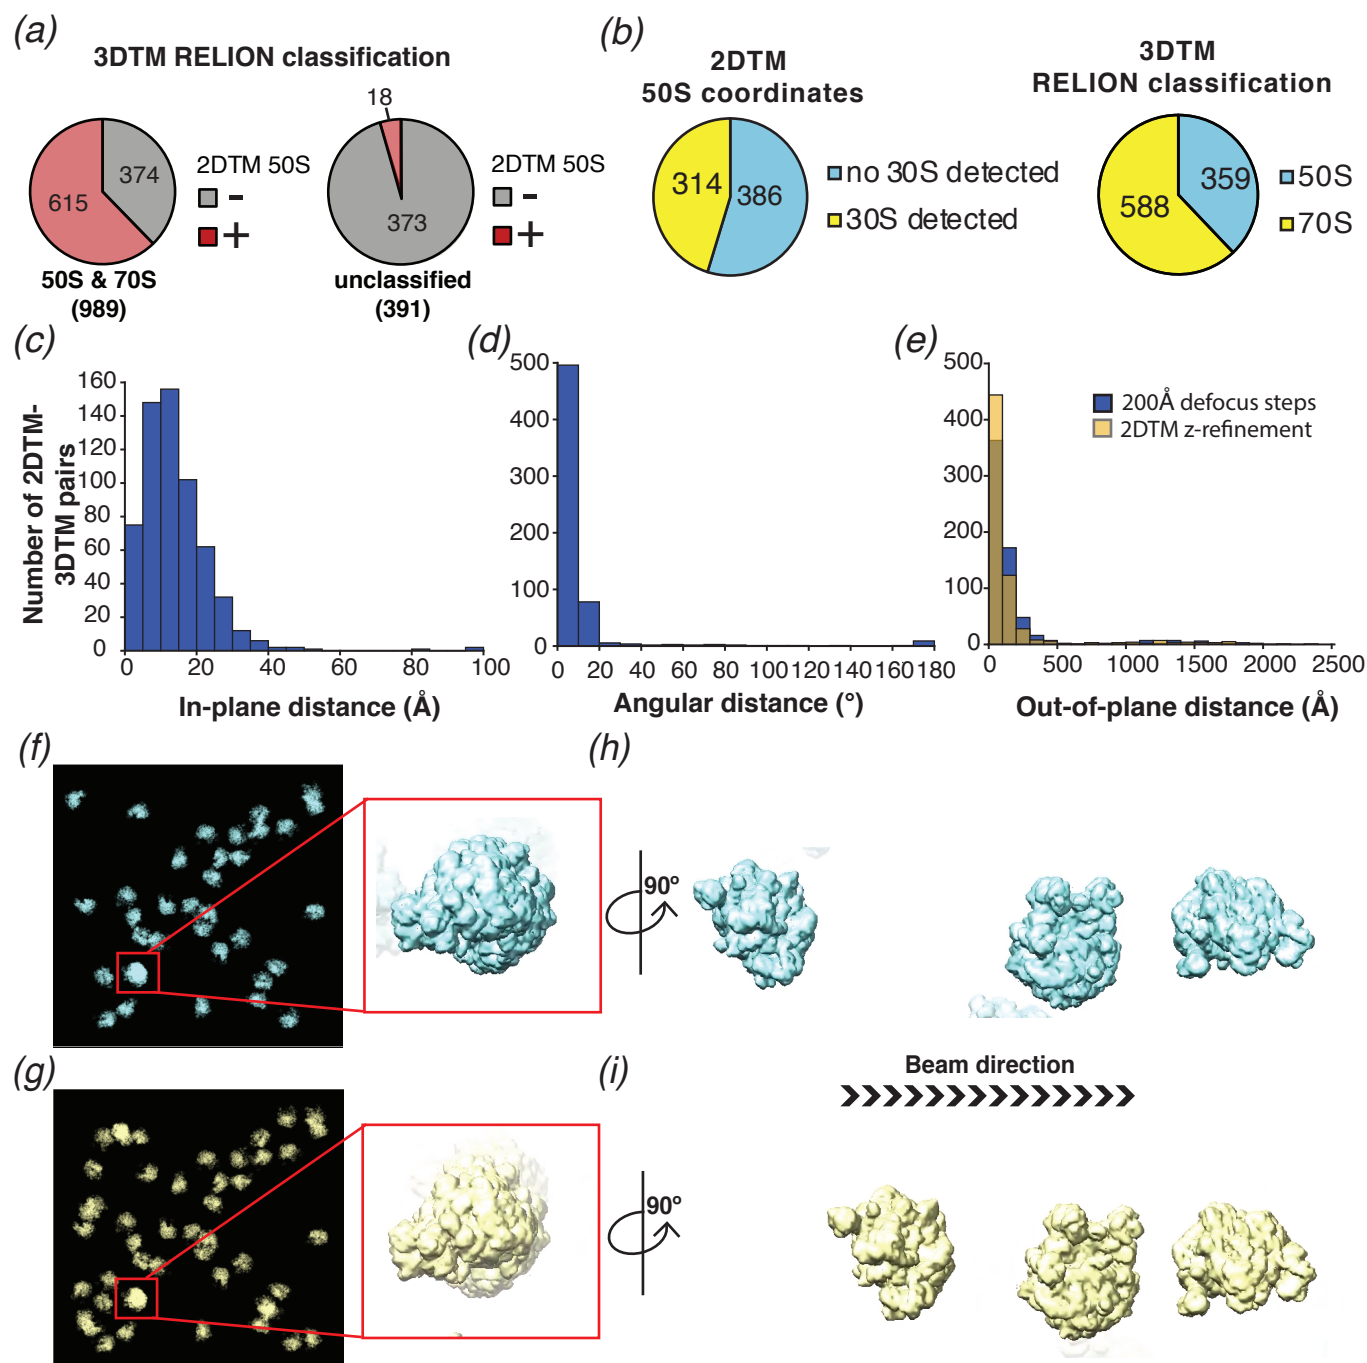 (a)
3DTM RELION classification
374
615
50S & 70S
(989)
2DTM 50S
-
+
18
373
unclassified
(391)
2DTM 50S
-
+
(b)
2DTM
50S coordinates
314
386
no 30S detected
30S detected
3DTM
RELION classification
359
588
50S
70S
(c)
Number of 2DTM-
3DTM pairs
160
140
120
100
80
60
40
20
0
0 20 40 60 80 100
In-plane distance (Å)
(d)
500
400
300
200
100
0
0 20 40 60 80 100 120 140 160 180
Angular distance (°)
(e)
500
400
300
200
100
0
200Å defocus steps
2DTM z-refinement
0 500 1000 1500 2000 2500
Out-of-plane distance (Å)
(f)
(h)
90º
(g)
(i)
Beam direction
90º